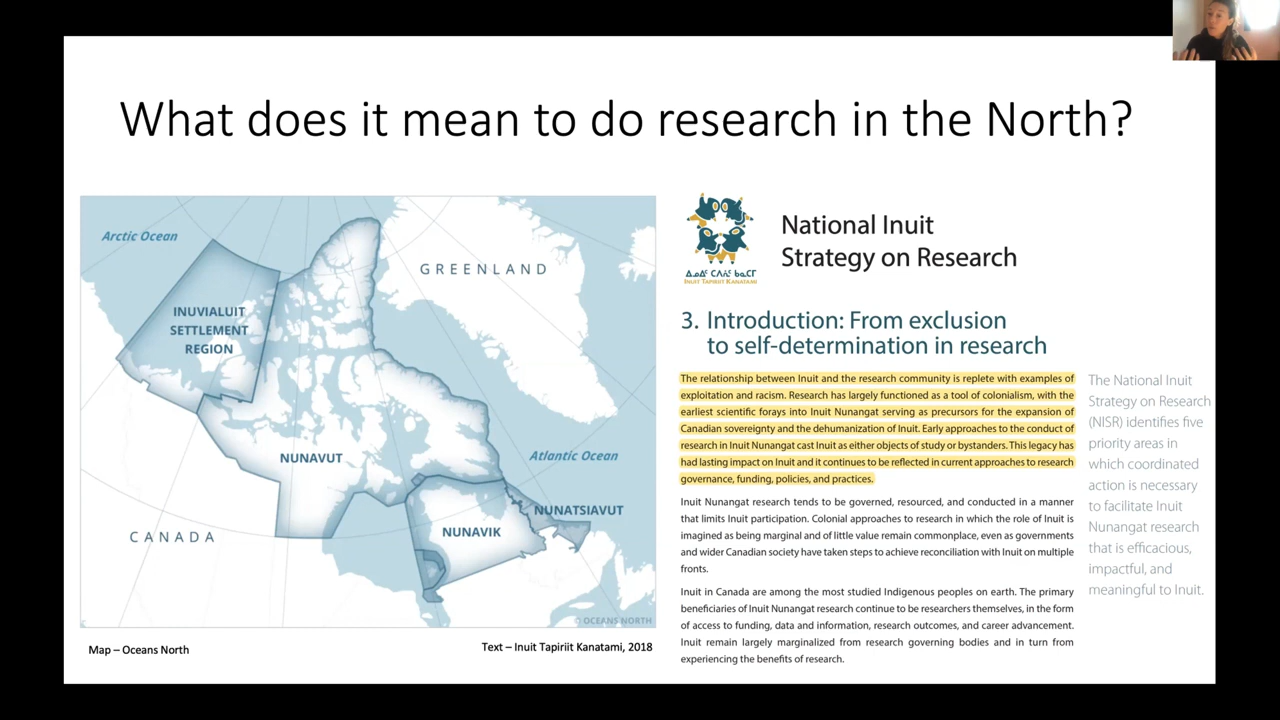 What does it mean to do research in the North?
Arctic Ocean
GREENLAND
INUVIALUIT
SETTLEMENT
REGION
NUNAVUT
Atlantic Ocean
NUNATSIAVUT
NUNAVIK
CANADA
© OCEANS NORTH
Map – Oceans North
Text – Inuit Tapiriit Kanatami, 2018
ᐃᓄᐃᑦ ᑕᐱᕇᑦ ᑲᓇᑕᒥ
INUIT TAPIRIIT KANATAMI
National Inuit
Strategy on Research
3. Introduction: From exclusion
to self-determination in research
The relationship between Inuit and the research community is replete with examples of
exploitation and racism. Research has largely functioned as a tool of colonialism, with the
earliest scientific forays into Inuit Nunangat serving as precursors for the expansion of
Canadian sovereignty and the dehumanization of Inuit. Early approaches to the conduct of
research in Inuit Nunangat cast Inuit as either objects of study or bystanders. This legacy has
had lasting impact on Inuit and it continues to be reflected in current approaches to research
governance, funding, policies, and practices.
Inuit Nunangat research tends to be governed, resourced, and conducted in a manner
that limits Inuit participation. Colonial approaches to research in which the role of Inuit is
imagined as being marginal and of little value remain commonplace, even as governments
and wider Canadian society have taken steps to achieve reconciliation with Inuit on multiple
fronts.
Inuit in Canada are among the most studied Indigenous peoples on earth. The primary
beneficiaries of Inuit Nunangat research continue to be researchers themselves, in the form
of access to funding, data and information, research outcomes, and career advancement.
Inuit remain largely marginalized from research governing bodies and in turn from
experiencing the benefits of research.
The National Inuit
Strategy on Research
(NISR) identifies five
priority areas in
which coordinated
action is necessary
to facilitate Inuit
Nunangat research
that is efficacious,
impactful, and
meaningful to Inuit.